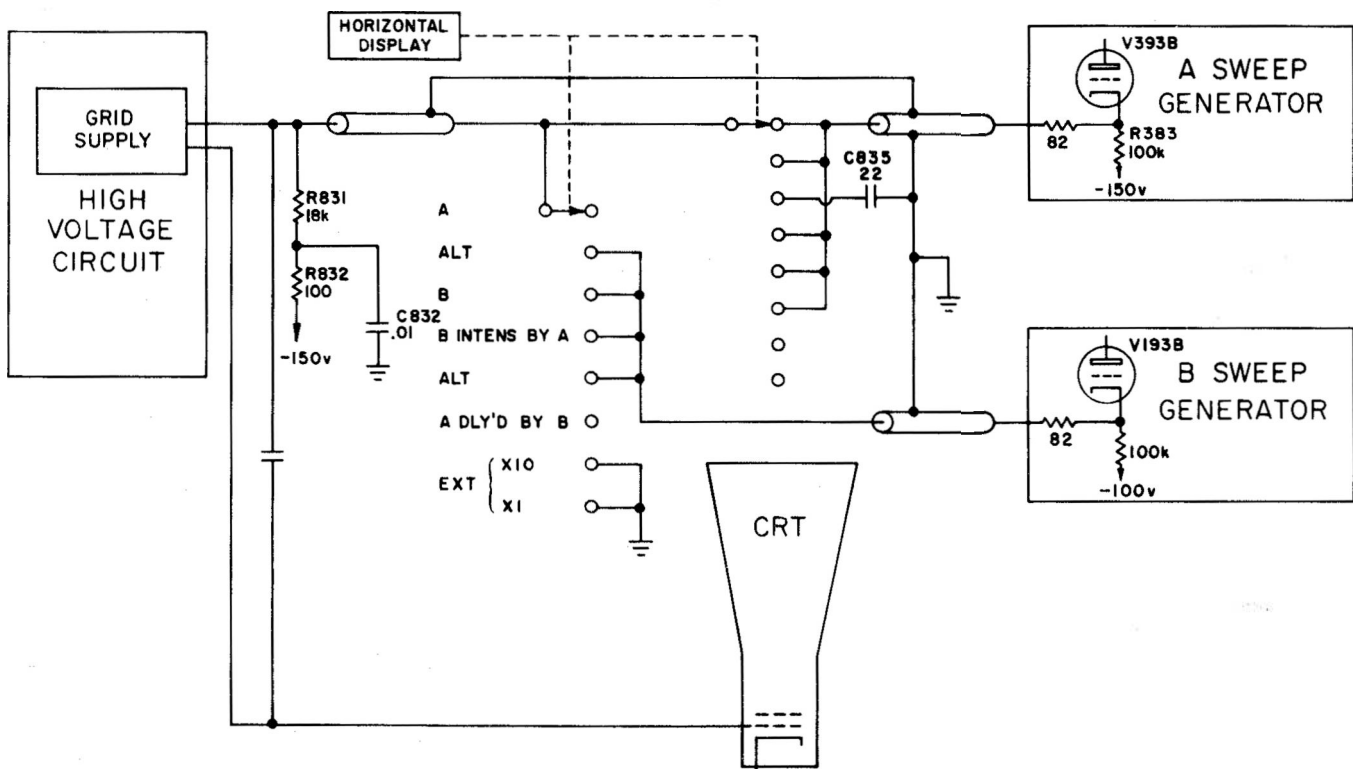 HORIZONTAL
DISPLAY
GRID
SUPPLY
HIGH
VOLTAGE
CIRCUIT
R831
18k
R832
100
-150v
C832
.01
A
ALT
B
B INTENS BY A
ALT
A DLY'D BY B
EXT
X10
X1
C835
22
CRT
V393B
A SWEEP
GENERATOR
82
R383
100k
-150v
V193B
B SWEEP
GENERATOR
82
100k
-100v